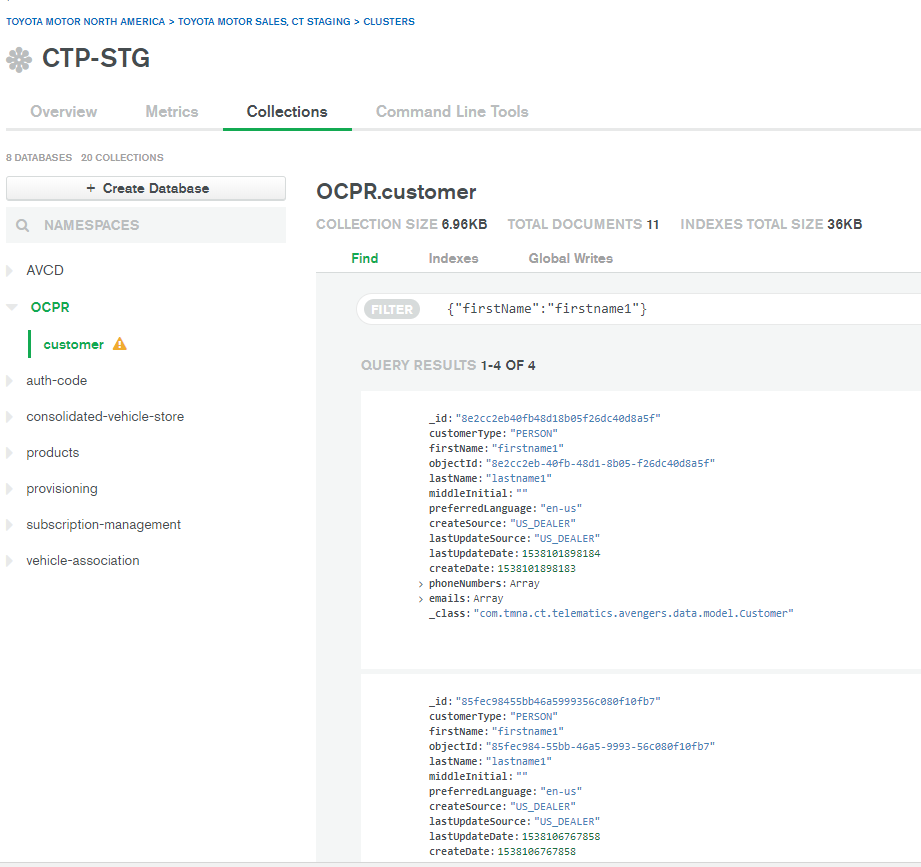 TOYOTA MOTOR NORTH AMERICA > TOYOTA MOTOR SALES, CT STAGING > CLUSTERS
CTP-STG
Overview Metrics Collections Command Line Tools
8 DATABASES 20 COLLECTIONS
+ Create Database
NAMESPACES
AVCD
OCPR
customer
auth-code
consolidated-vehicle-store
products
provisioning
subscription-management
vehicle-association
OCPR.customer
COLLECTION SIZE 6.96KB TOTAL DOCUMENTS 11 INDEXES TOTAL SIZE 36KB
Find Indexes Global Writes
FILTER {"firstName":"firstname1"}
QUERY RESULTS 1-4 OF 4
_id: "8e2cc2eb40fb48d18b05f26dc40d8a5f"
customerType: "PERSON"
firstName: "firstname1"
objectId: "8e2cc2eb-40fb-48d1-8b05-f26dc40d8a5f"
lastName: "lastname1"
middleInitial: ""
preferredLanguage: "en-us"
createSource: "US_DEALER"
lastUpdateSource: "US_DEALER"
lastUpdateDate: 1538101898184
createDate: 1538101898183
> phoneNumbers: Array
> emails: Array
_class: "com.tmna.ct.telematics.avengers.data.model.Customer"
_id: "85fec98455bb46a5999356c080f10fb7"
customerType: "PERSON"
firstName: "firstname1"
objectId: "85fec984-55bb-46a5-9993-56c080f10fb7"
lastName: "lastname1"
middleInitial: ""
preferredLanguage: "en-us"
createSource: "US_DEALER"
lastUpdateSource: "US_DEALER"
lastUpdateDate: 1538106767858
createDate: 1538106767858